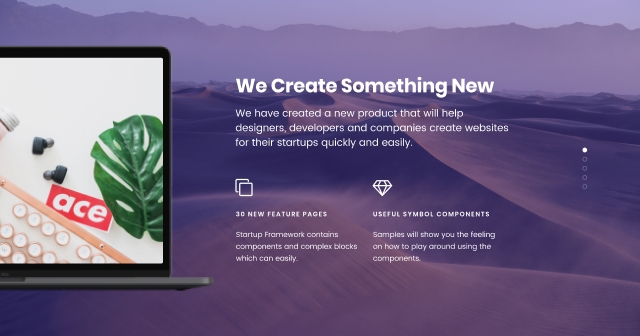 We Create Something New
We have created a new product that will help
designers, developers and companies create websites
for their startups quickly and easily.
30 NEW FEATURE PAGES
USEFUL SYMBOL COMPONENTS
Startup Framework contains
components and complex blocks
which can easily.
Samples will show you the feeling
on how to play around using the
components.
ace